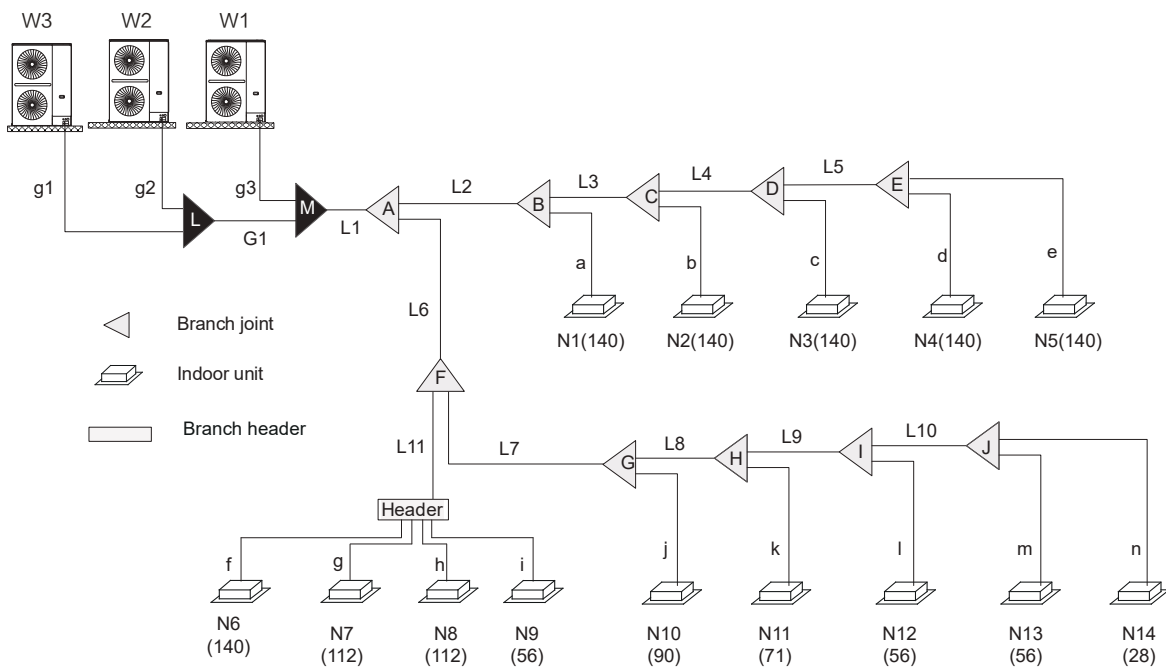 W3 W2 W1
g1 g2 g3
L M A B C D E
G1 L1 L2 L3 L4 L5
a b c d e
N1(140) N2(140) N3(140) N4(140) N5(140)
Branch joint
Indoor unit
Branch header
L6
F
L11 L7 L8 L9 L10
G H I J
Header
f g h i j k l m n
N6 N7 N8 N9 N10 N11 N12 N13 N14
(140) (112) (112) (56) (90) (71) (56) (56) (28)